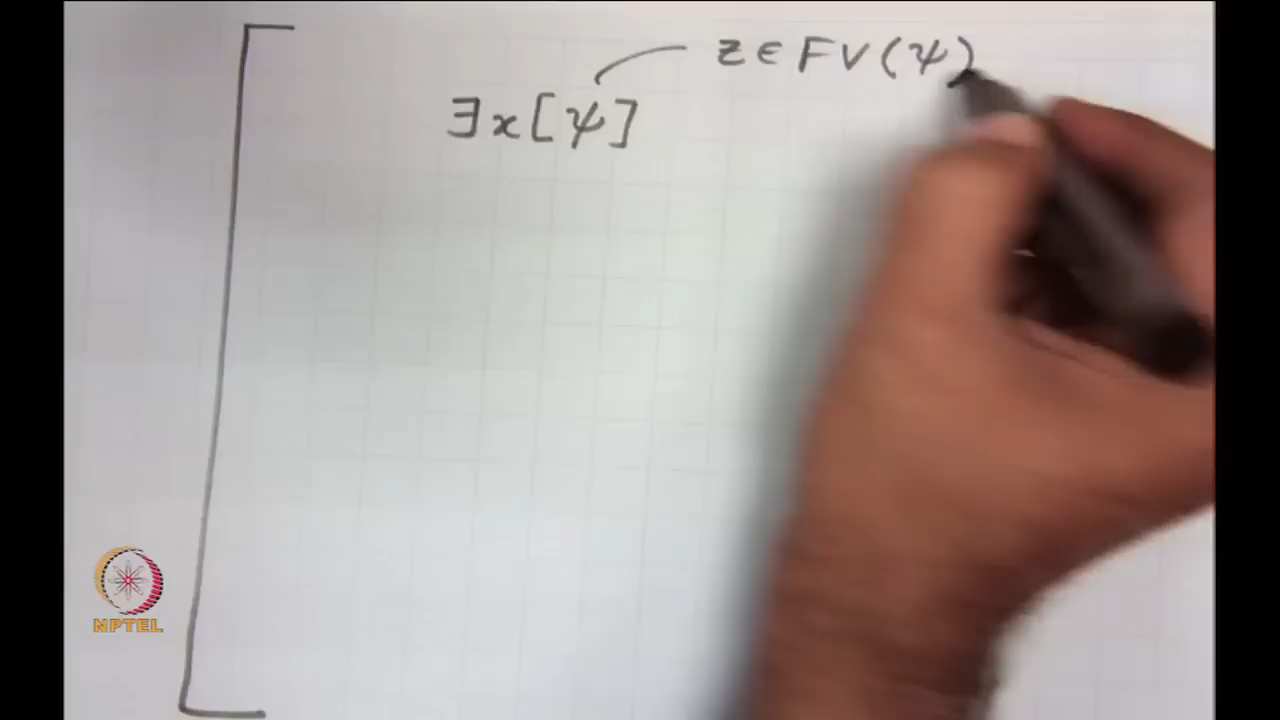 z ∈ FV(ψ)
∃x[ψ]
NPTEL